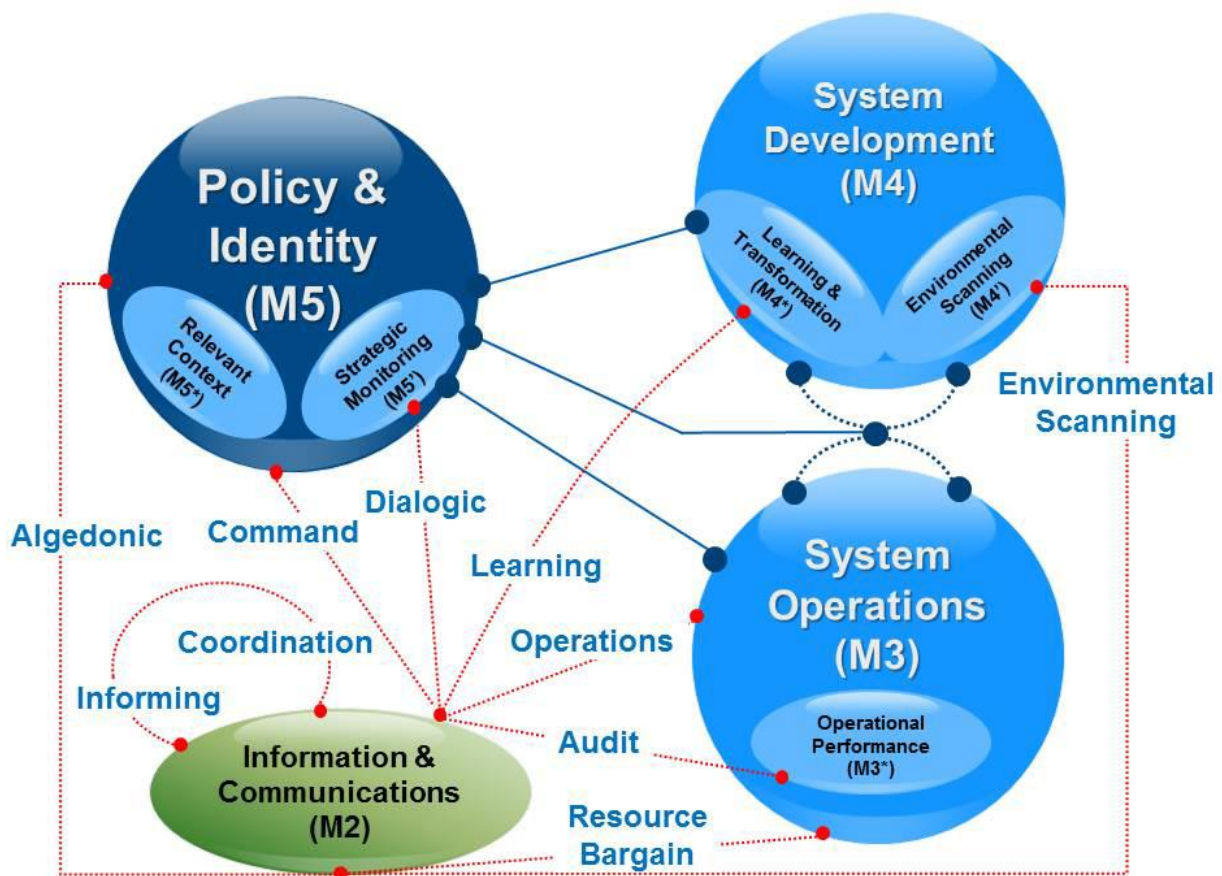 Policy &
Identity
(M5)
Relevant
Context
(M5*)
Strategic
Monitoring
(M5')
System
Development
(M4)
Learning &
Transformation
(M4*)
Environmental
Scanning
(M4')
Environmental
Scanning
Algedonic
Command
Dialogic
Learning
Coordination
Informing
Operations
Audit
Resource
Bargain
System
Operations
(M3)
Operational
Performance
(M3*)
Information &
Communications
(M2)